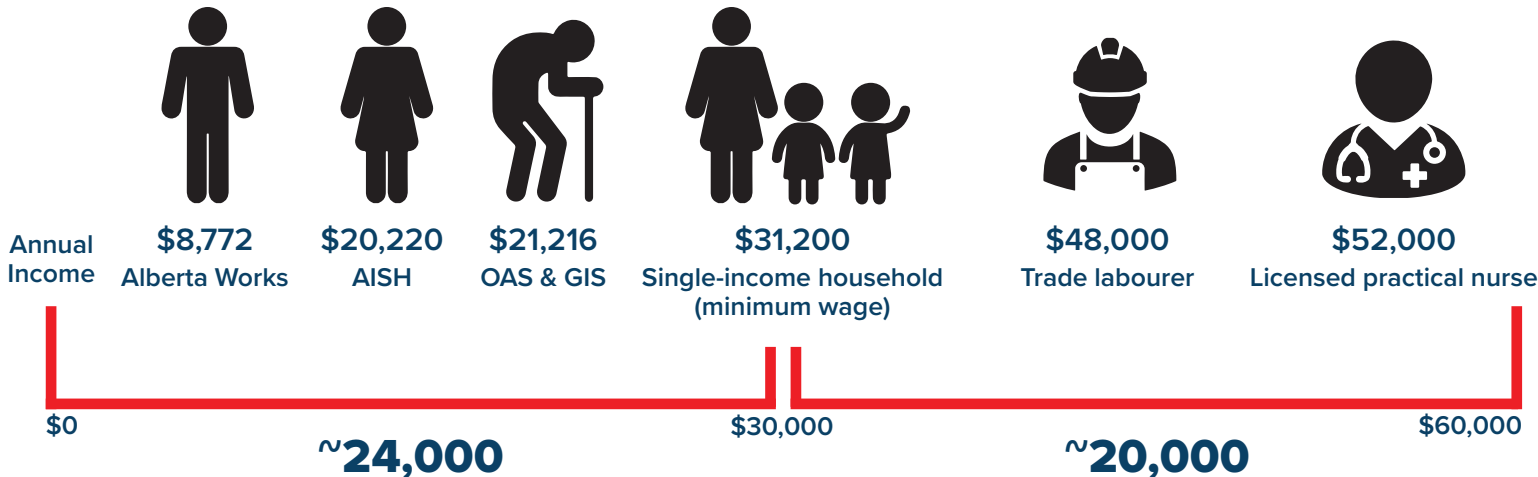 Annual
Income
$8,772
Alberta Works
$20,220
AISH
$21,216
OAS & GIS
$31,200
Single-income household
(minimum wage)
$48,000
Trade labourer
$52,000
Licensed practical nurse
$0
$30,000
$60,000
~24,000
~20,000